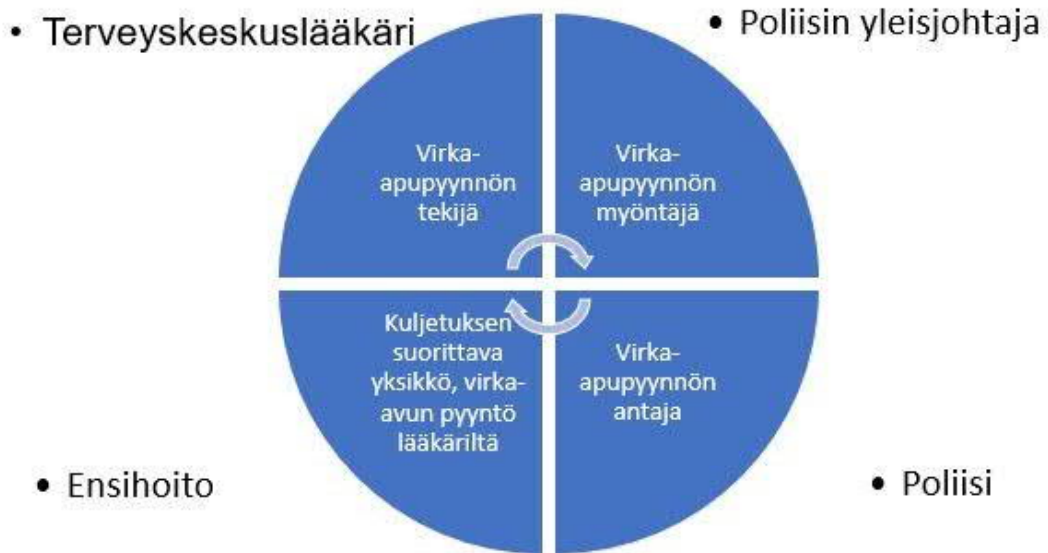 • Terveyskeskuslääkäri
• Poliisin yleisjohtaja
Virka-
apupyynnön
tekijä
Virka-
apupyynnön
myöntäjä
Kuljetuksen
suorittava
yksikkö, virka-
avun pyyntö
lääkäriltä
Virka-
apupyynnön
antaja
• Ensihoito
• Poliisi